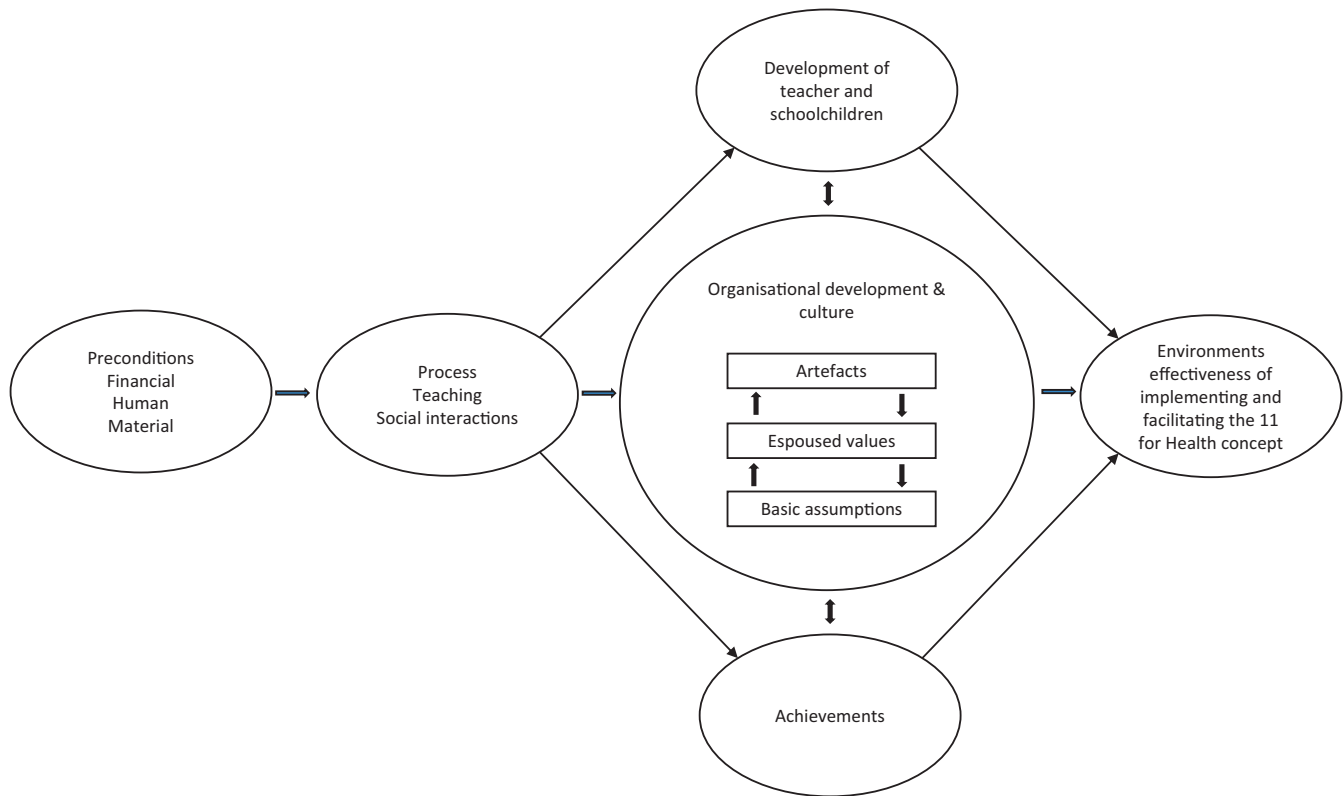 Development of
teacher and
schoolchildren
Preconditions
Financial
Human
Material
Process
Teaching
Social interactions
Organisational development &
culture
Artefacts
Espoused values
Basic assumptions
Environments
effectiveness of
implementing and
facilitating the 11
for Health concept
Achievements